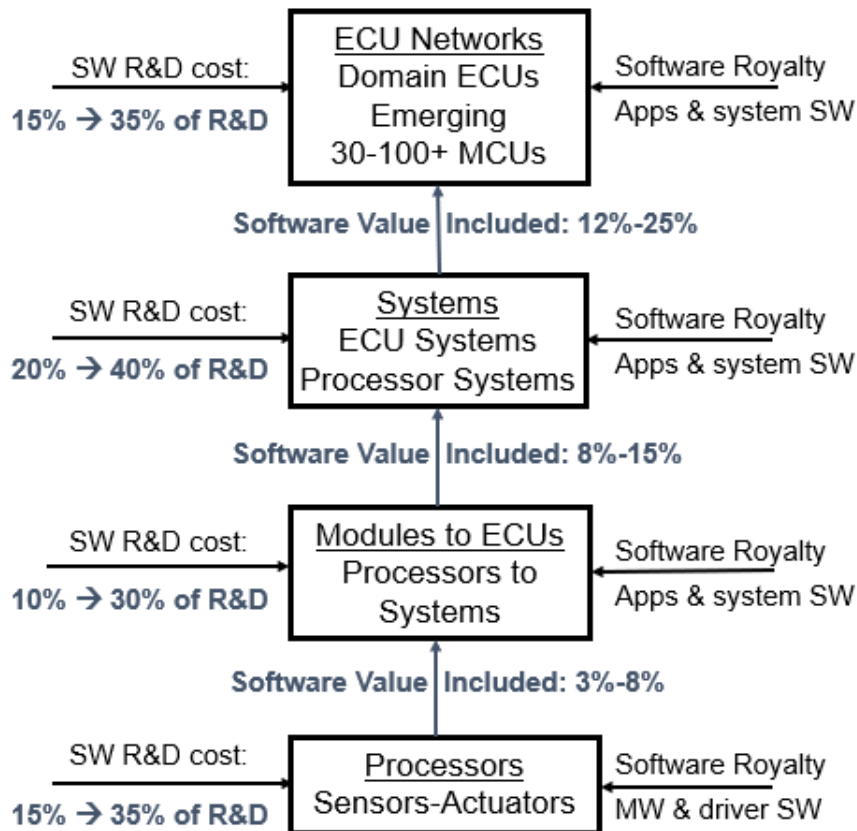 ECU Networks
Domain ECUs
Emerging
30-100+ MCUs
SW R&D cost:
15% → 35% of R&D
Software Royalty
Apps & system SW
Software Value Included: 12%-25%
Systems
ECU Systems
Processor Systems
SW R&D cost:
20% → 40% of R&D
Software Royalty
Apps & system SW
Software Value Included: 8%-15%
Modules to ECUs
Processors to
Systems
SW R&D cost:
10% → 30% of R&D
Software Royalty
Apps & system SW
Software Value Included: 3%-8%
Processors
Sensors-Actuators
SW R&D cost:
15% → 35% of R&D
Software Royalty
MW & driver SW